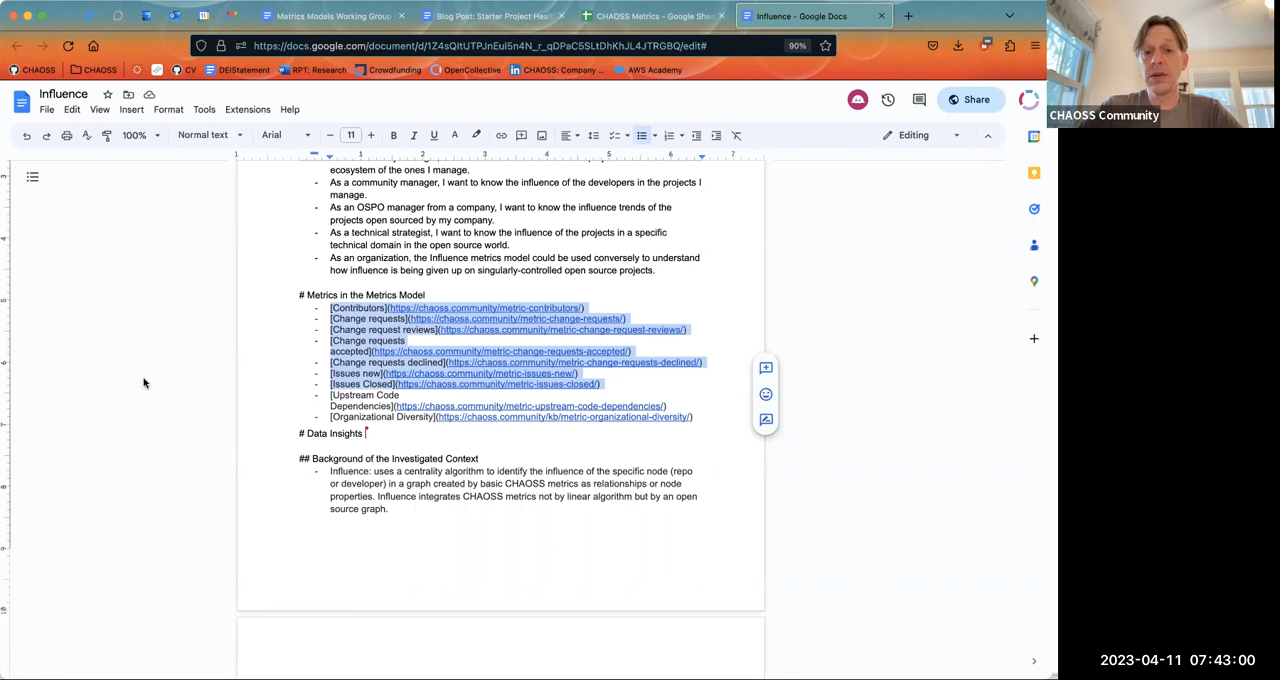 Metrics Models Working Group
Blog Post: Starter Project Hea
CHAOSS Metrics - Google Shee
Influence - Google Docs
https://docs.google.com/document/d/1Z4sQItUTPJnEuI5n4N_r_qDPaC5SLtDhKhJL4JTRGBQ/edit#
90%
CHAOSS
CHAOSS
CV
DEIStatement
RPT: Research
Crowdfunding
OpenCollective
CHAOSS: Company ...
AWS Academy
Influence
File Edit View Insert Format Tools Extensions Help
Share
100%
Normal text
Arial
11
Editing
1 1 2 3 4 5 6 7
ecosystem of the ones I manage.
- As a community manager, I want to know the influence of the developers in the projects I
manage.
- As an OSPO manager from a company, I want to know the influence trends of the
projects open sourced by my company.
- As a technical strategist, I want to know the influence of the projects in a specific
technical domain in the open source world.
- As an organization, the Influence metrics model could be used conversely to understand
how influence is being given up on singularly-controlled open source projects.
# Metrics in the Metrics Model
- [Contributors](https://chaoss.community/metric-contributors/)
- [Change requests](https://chaoss.community/metric-change-requests/)
- [Change request reviews](https://chaoss.community/metric-change-request-reviews/)
- [Change requests
accepted](https://chaoss.community/metric-change-requests-accepted/)
- [Change requests declined](https://chaoss.community/metric-change-requests-declined/)
- [Issues new](https://chaoss.community/metric-issues-new/)
- [Issues Closed](https://chaoss.community/metric-issues-closed/)
- [Upstream Code
Dependencies](https://chaoss.community/metric-upstream-code-dependencies/)
- [Organizational Diversity](https://chaoss.community/kb/metric-organizational-diversity/)
# Data Insights
## Background of the Investigated Context
- Influence: uses a centrality algorithm to identify the influence of the specific node (repo
or developer) in a graph created by basic CHAOSS metrics as relationships or node
properties. Influence integrates CHAOSS metrics not by linear algorithm but by an open
source graph.
CHAOSS Community
2023-04-11 07:43:00